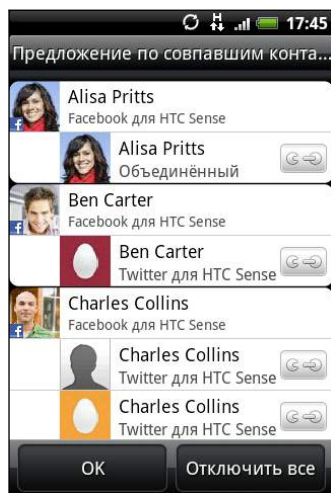 17:45
Предложение по совпавшим конта...
Alisa Pritts
Facebook для HTC Sense
Alisa Pritts
Объединённый
Ben Carter
Facebook для HTC Sense
Ben Carter
Twitter для HTC Sense
Charles Collins
Facebook для HTC Sense
Charles Collins
Twitter для HTC Sense
Charles Collins
Twitter для HTC Sense
OK
Отключить все